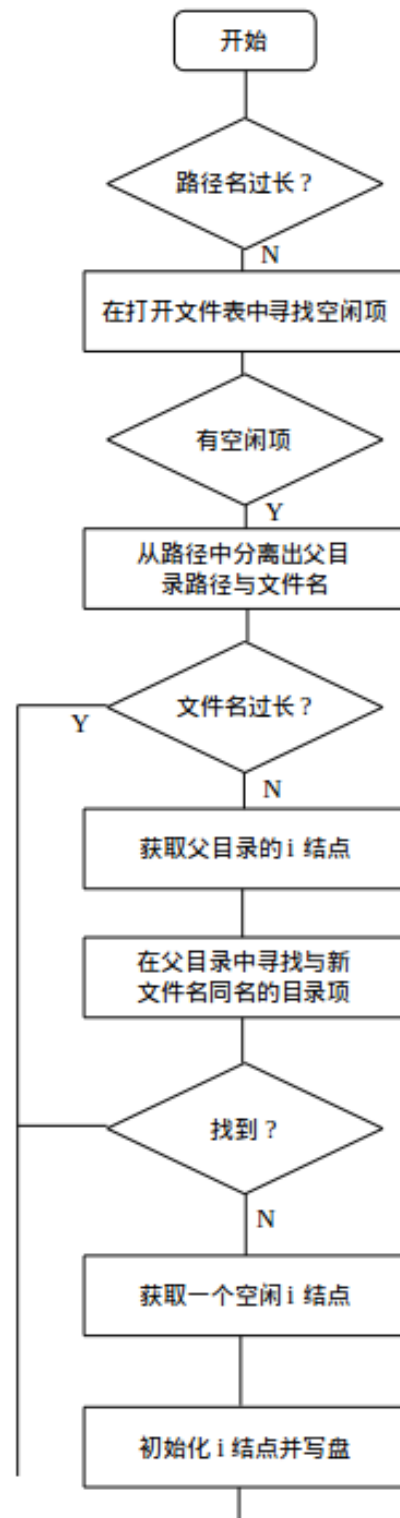 开始
路径名过长？
N
在打开文件表中寻找空闲项
有空闲项
Y
从路径中分离出父目
录路径与文件名
文件名过长？
Y
N
获取父目录的 i 结点
在父目录中寻找与新
文件名同名的目录项
找到？
N
获取一个空闲 i 结点
初始化 i 结点并写盘